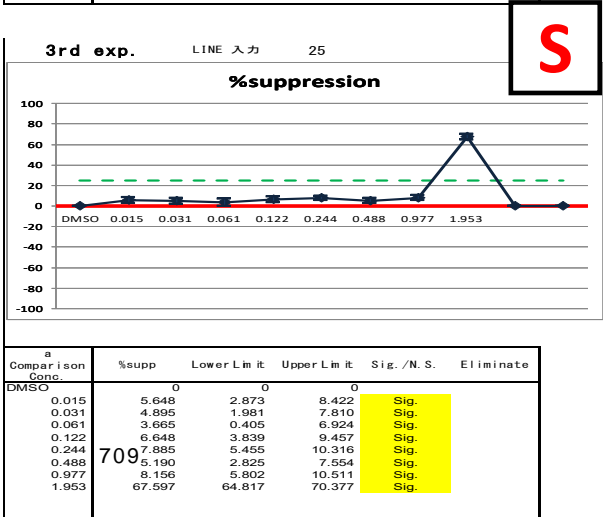 S
3rd exp. LINE 入力 25
%suppression
100
80
60
40
20
0
-20
-40
-60
-80
-100
DMSO 0.015 0.031 0.061 0.122 0.244 0.488 0.977 1.953
a
Comparison
Conc.
%supp LowerLimit UpperLimit Sig./N.S. Eliminate
DMSO 0 0 0
0.015 5.648 2.873 8.422 Sig.
0.031 4.895 1.981 7.810 Sig.
0.061 3.665 0.405 6.924 Sig.
0.122 6.648 3.839 9.457 Sig.
0.244 7.885 5.455 10.316 Sig.
709
0.488 5.190 2.825 7.554 Sig.
0.977 8.156 5.802 10.511 Sig.
1.953 67.597 64.817 70.377 Sig.